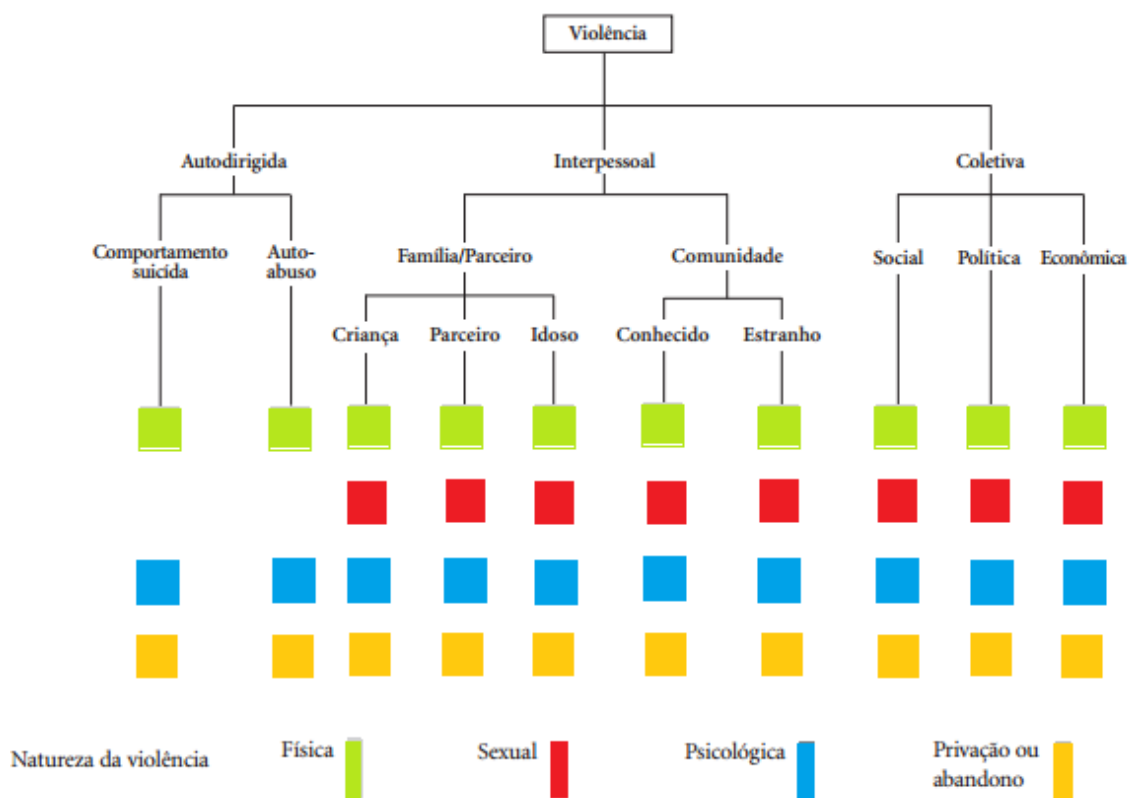 Violência
Autodirigida
Interpessoal
Coletiva
Comportamento
suicída
Auto-
abuso
Família/Parceiro
Comunidade
Social
Política
Econômica
Criança
Parceiro
Idoso
Conhecido
Estranho
Natureza da violência
Física
Sexual
Psicológica
Privação ou
abandono